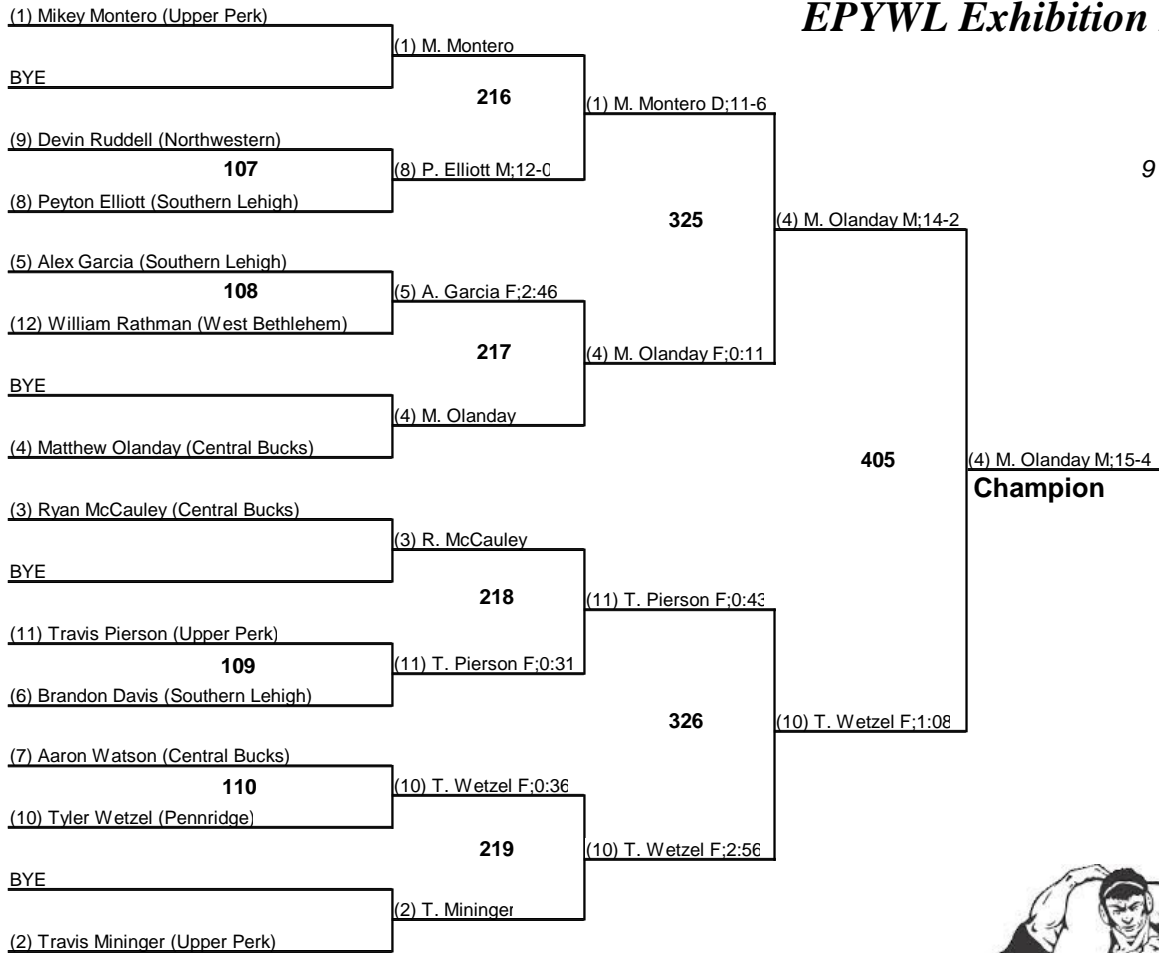 (1) Mikey Montero (Upper Perk)
EPYWL Exhibition
(1) M. Montero
BYE
216
(1) M. Montero D;11-6
(9) Devin Ruddell (Northwestern)
107
(8) P. Elliott M;12-0
9
(8) Peyton Elliott (Southern Lehigh)
325
(4) M. Olanday M;14-2
(5) Alex Garcia (Southern Lehigh)
108
(5) A. Garcia F;2:46
(12) William Rathman (West Bethlehem)
217
(4) M. Olanday F;0:11
BYE
(4) M. Olanday
(4) Matthew Olanday (Central Bucks)
405
(4) M. Olanday M;15-4
Champion
(3) Ryan McCauley (Central Bucks)
(3) R. McCauley
BYE
218
(11) T. Pierson F;0:43
(11) Travis Pierson (Upper Perk)
109
(11) T. Pierson F;0:31
(6) Brandon Davis (Southern Lehigh)
326
(10) T. Wetzel F;1:08
(7) Aaron Watson (Central Bucks)
110
(10) T. Wetzel F;0:36
(10) Tyler Wetzel (Pennridge)
219
(10) T. Wetzel F;2:56
BYE
(2) T. Mininger
(2) Travis Mininger (Upper Perk)